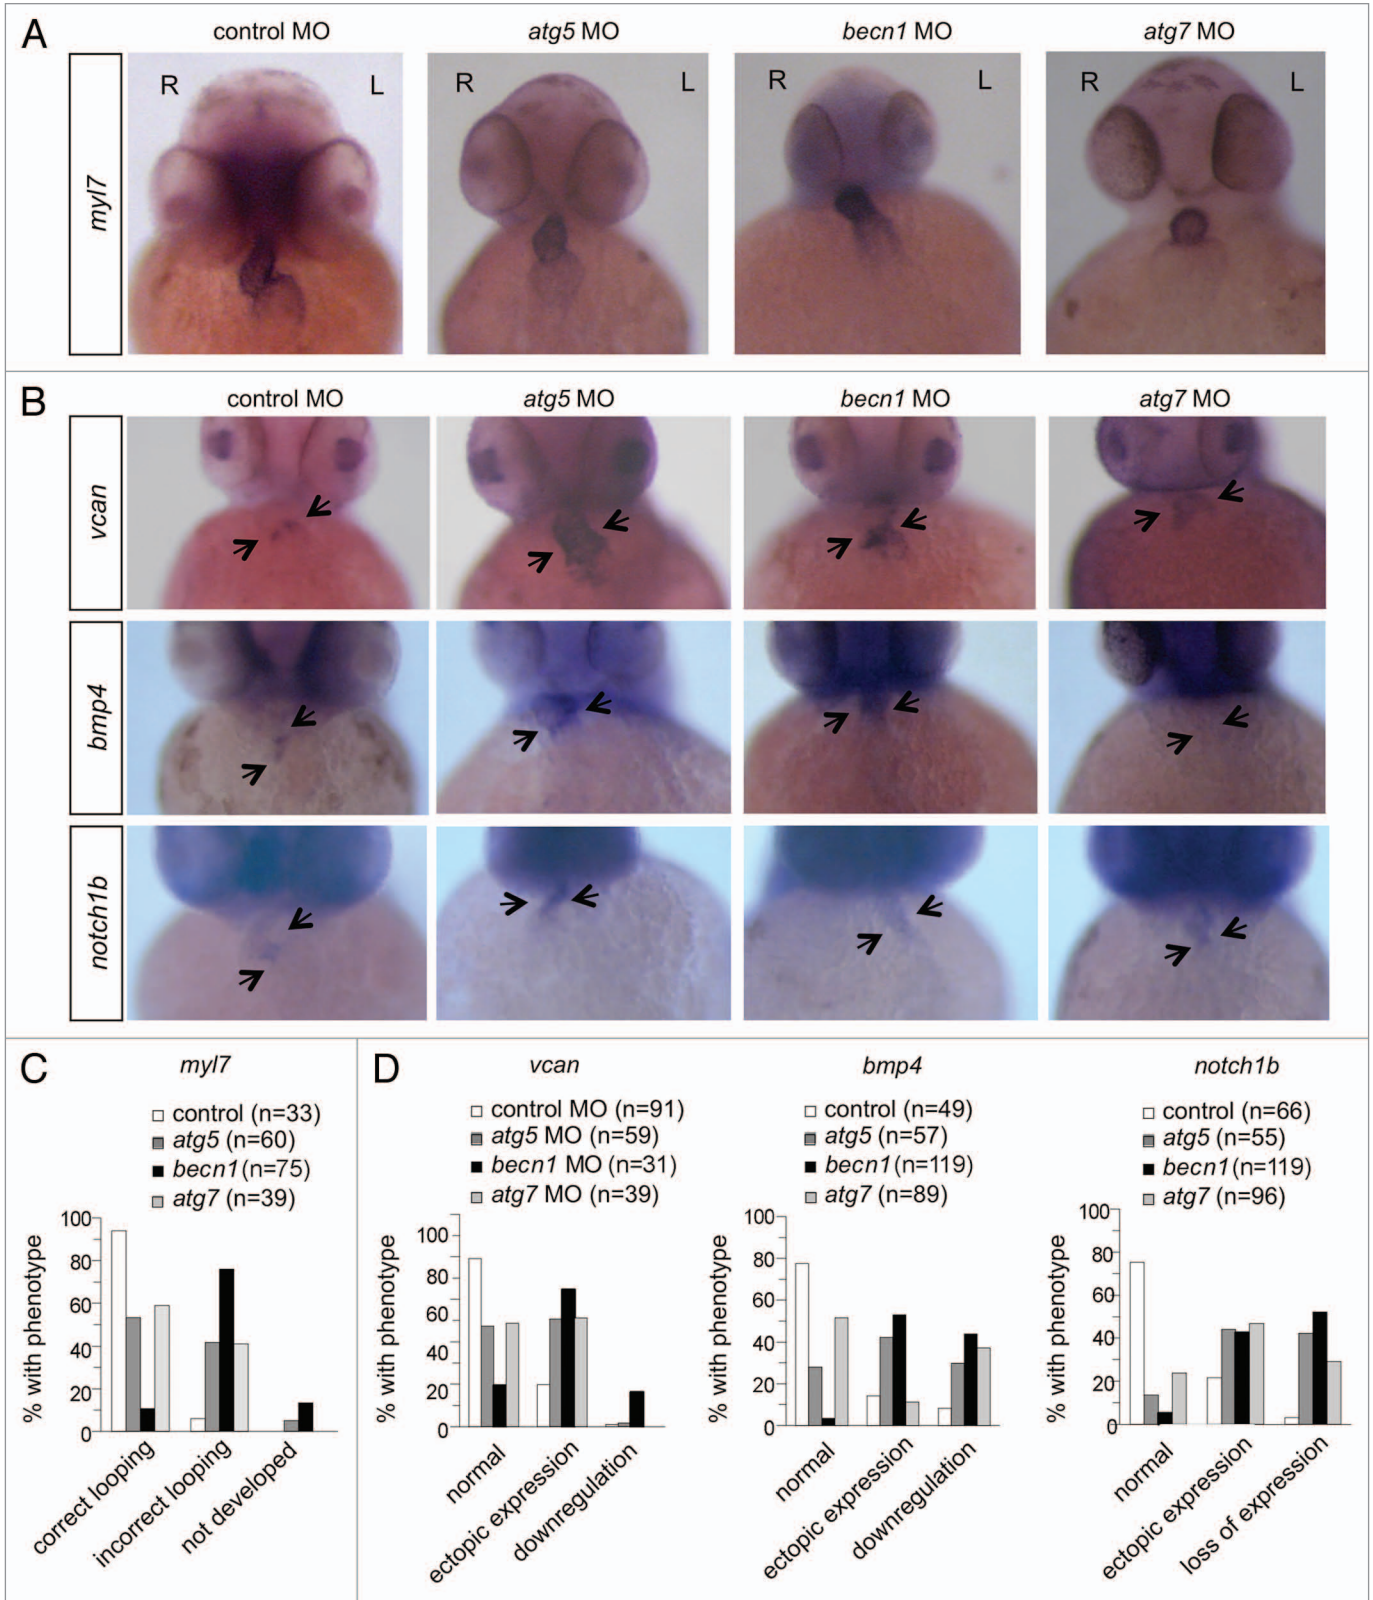 A
control MO
atg5 MO
becn1 MO
atg7 MO
myl7
R
L
R
L
R
L
R
L
B
control MO
atg5 MO
becn1 MO
atg7 MO
vcan
bmp4
notch1b
C
myl7
control (n=33)
atg5 (n=60)
becn1(n=75)
atg7 (n=39)
% with phenotype
100
80
60
40
20
0
correct looping
incorrect looping
not developed
D
vcan
control MO (n=91)
atg5 MO (n=59)
becn1 MO (n=31)
atg7 MO (n=39)
% with phenotype
100
80
60
40
20
0
normal
ectopic expression
downregulation
bmp4
control (n=49)
atg5 (n=57)
becn1(n=119)
atg7 (n=89)
% with phenotype
100
80
60
40
20
0
normal
ectopic expression
downregulation
notch1b
control (n=66)
atg5 (n=55)
becn1(n=119)
atg7 (n=96)
% with phenotype
100
80
60
40
20
0
normal
ectopic expression
loss of expression